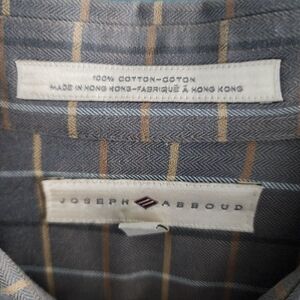 100% COTTON-COTON
MADE IN HONG KONG-FABRIQUÉ À HONG KONG
JOSEPH ABBOUD